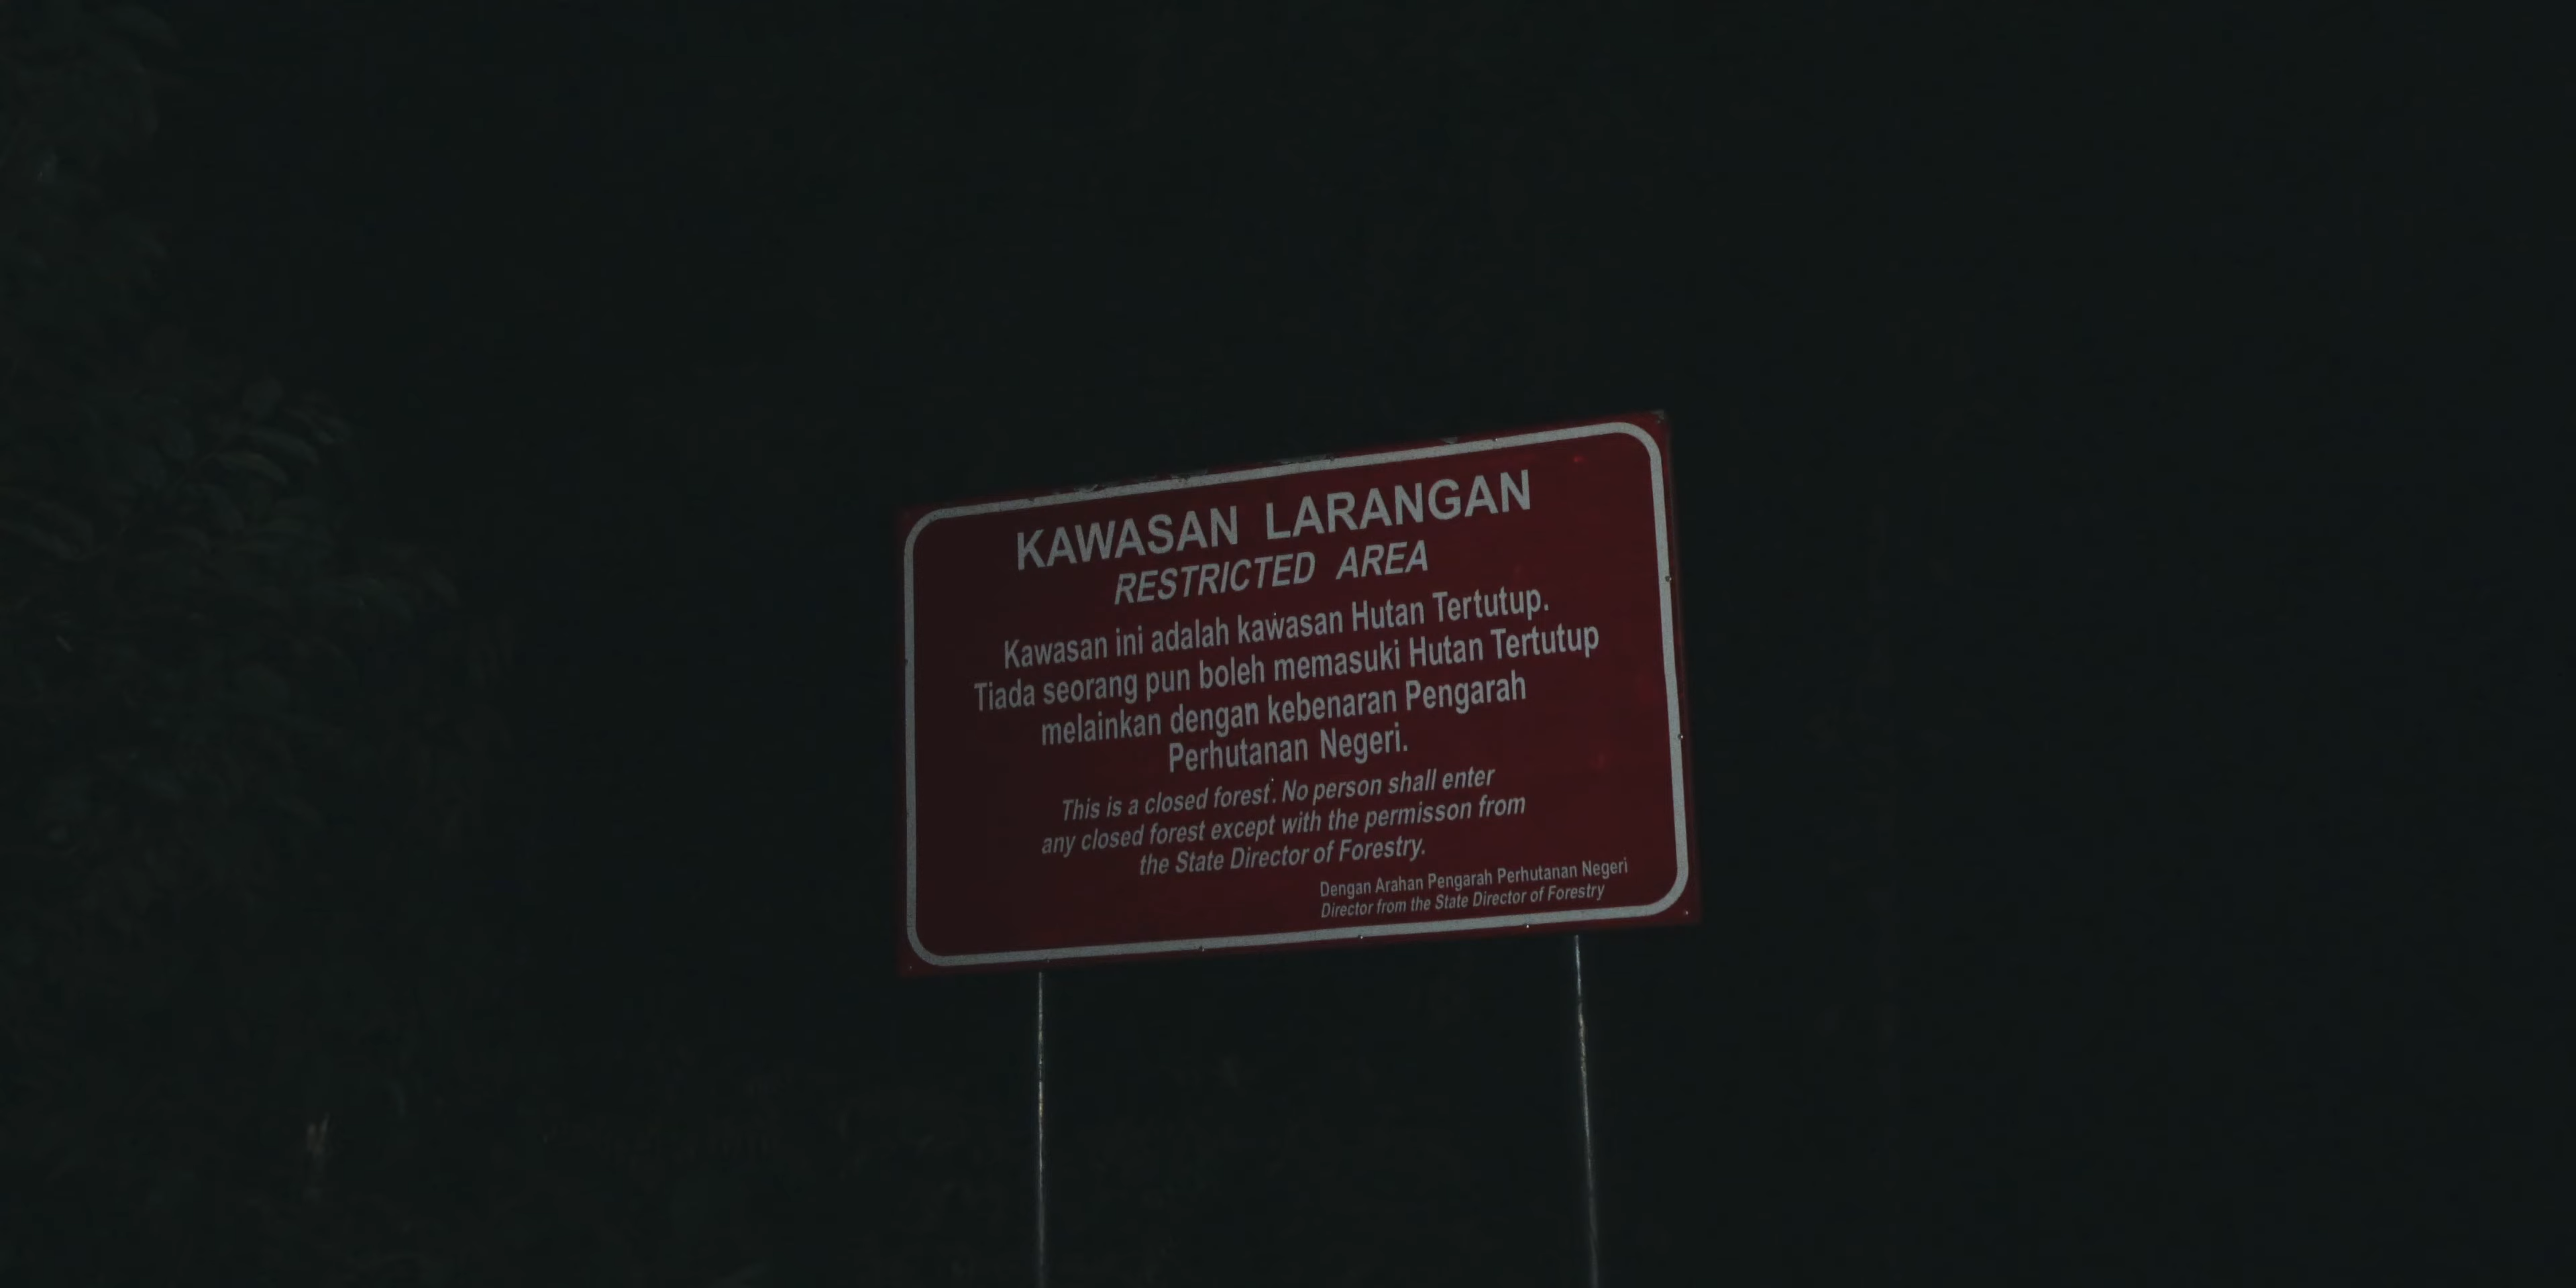 KAWASAN LARANGAN
RESTRICTED AREA
Kawasan ini adalah kawasan Hutan Tertutup.
Tiada seorang pun boleh memasuki Hutan Tertutup
melainkan dengan kebenaran Pengarah
Perhutanan Negeri.
This is a closed forest. No person shall enter
any closed forest except with the permisson from
the State Director of Forestry.
Dengan Arahan Pengarah Perhutanan Negeri
Director from the State Director of Forestry